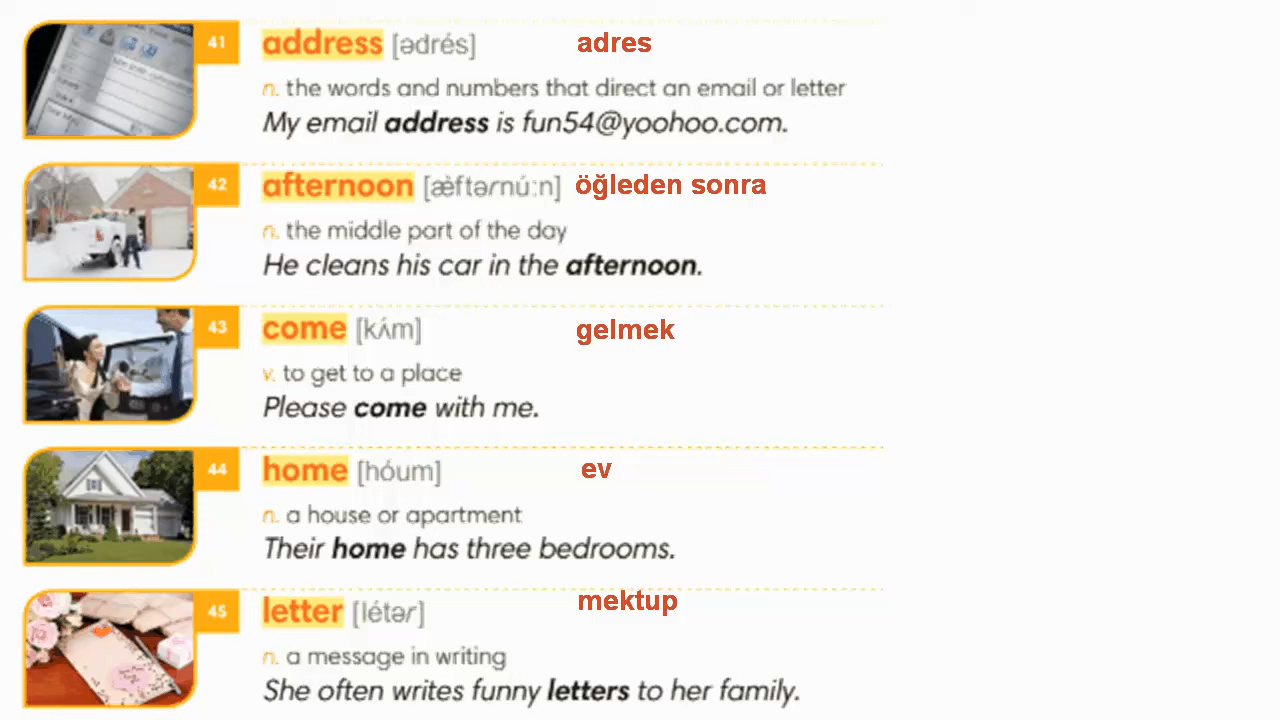 41 address [ədrés] adres
n. the words and numbers that direct an email or letter
My email address is fun54@yoohoo.com.
42 afternoon [æ̀ftərnúːn] öğleden sonra
n. the middle part of the day
He cleans his car in the afternoon.
43 come [kʌ́m] gelmek
v. to get to a place
Please come with me.
44 home [hóum] ev
n. a house or apartment
Their home has three bedrooms.
45 letter [létər] mektup
n. a message in writing
She often writes funny letters to her family.